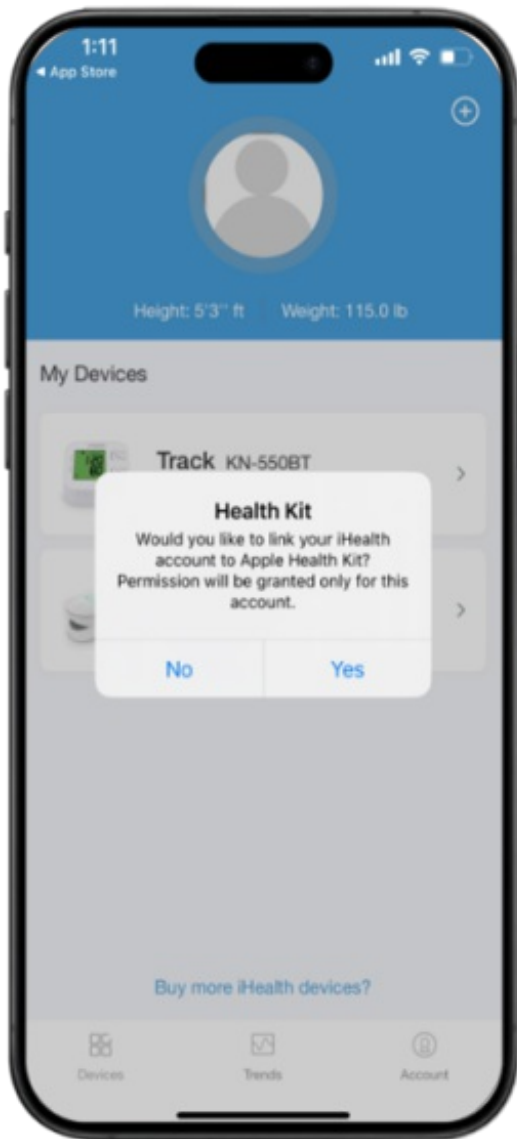 1:11
◀ App Store
Height: 5'3'' ft Weight: 115.0 lb
My Devices
Track KN-550BT
Health Kit
Would you like to link your iHealth
account to Apple Health Kit?
Permission will be granted only for this
account.
No Yes
Buy more iHealth devices?
Devices Trends Account